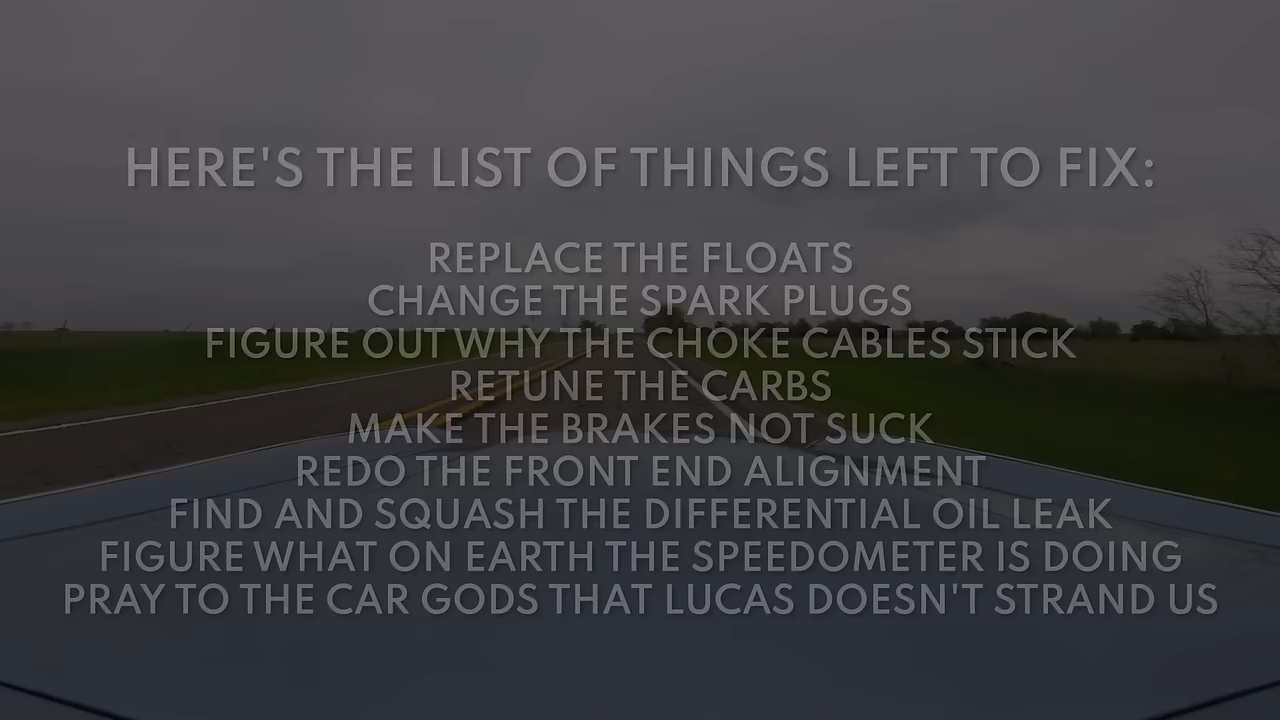 HERE'S THE LIST OF THINGS LEFT TO FIX:
REPLACE THE FLOATS
CHANGE THE SPARK PLUGS
FIGURE OUT WHY THE CHOKE CABLES STICK
RETUNE THE CARBS
MAKE THE BRAKES NOT SUCK
REDO THE FRONT END ALIGNMENT
FIND AND SQUASH THE DIFFERENTIAL OIL LEAK
FIGURE WHAT ON EARTH THE SPEEDOMETER IS DOING
PRAY TO THE CAR GODS THAT LUCAS DOESN'T STRAND US